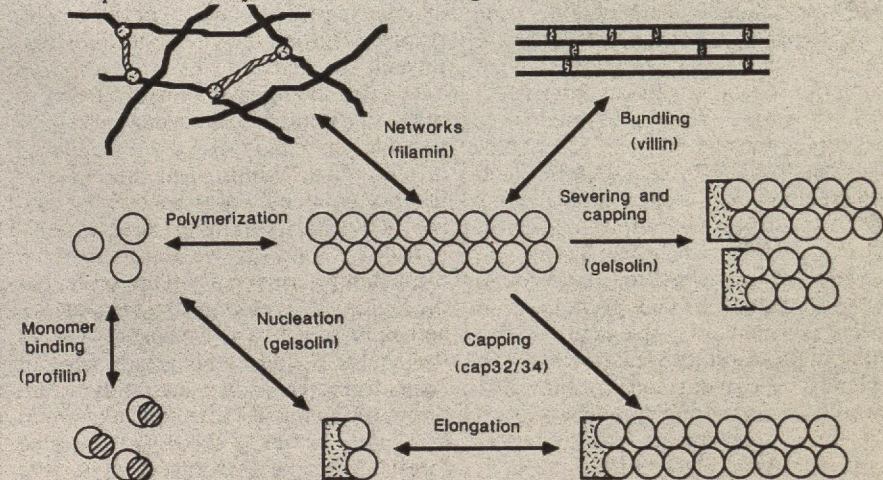 Networks
(filamin)
Bundling
(villin)
Polymerization
Severing and
capping
(gelsolin)
Monomer
binding
(profilin)
Nucleation
(gelsolin)
Capping
(cap32/34)
Elongation